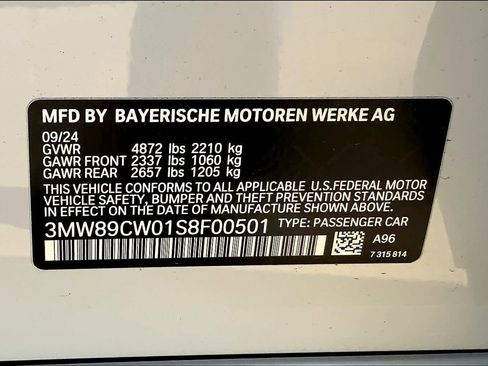 MFD BY BAYERISCHE MOTOREN WERKE AG
09/24
GVWR 4872 lbs 2210 kg
GAWR FRONT 2337 lbs 1060 kg
GAWR REAR 2657 lbs 1205 kg
THIS VEHICLE CONFORMS TO ALL APPLICABLE U.S.FEDERAL MOTOR
VEHICLE SAFETY, BUMPER, AND THEFT PREVENTION STANDARDS
IN EFFECT ON THE DATE OF MANUFACTURE SHOWN ABOVE.
3MW89CW01S8F00501 TYPE: PASSENGER CAR
A96
7 315 814